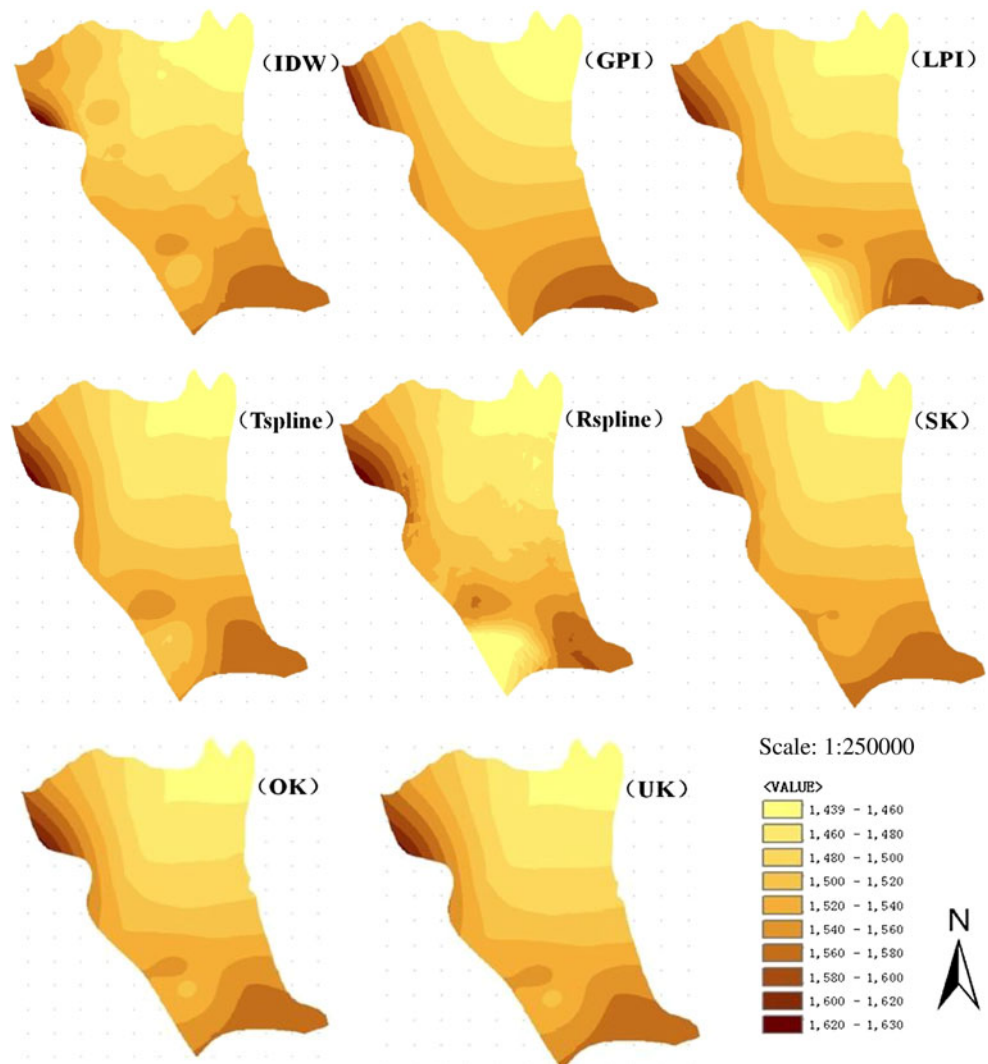 (IDW)
(GPI)
(LPI)
(Tspline)
(Rspline)
(SK)
(OK)
(UK)
Scale: 1:250000
<VALUE>
1,439 - 1,460
1,460 - 1,480
1,480 - 1,500
1,500 - 1,520
1,520 - 1,540
1,540 - 1,560
1,560 - 1,580
1,580 - 1,600
1,600 - 1,620
1,620 - 1,630
N